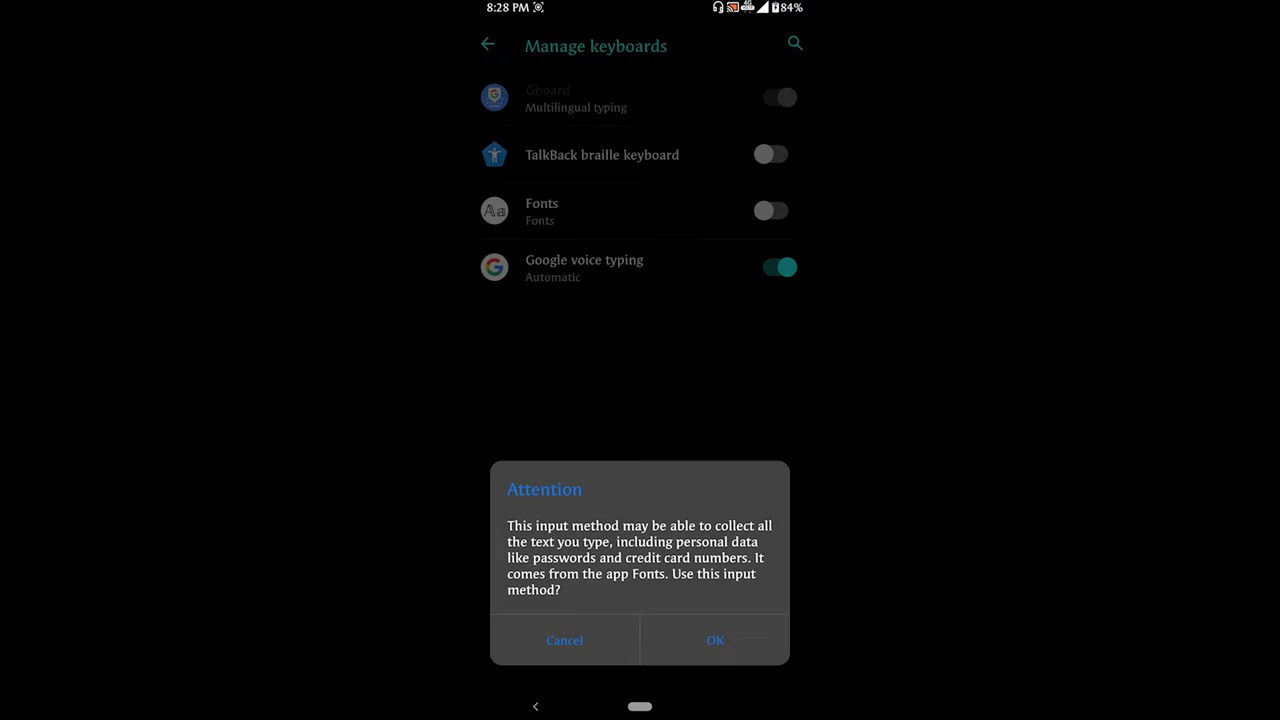 8:28 PM 84%
Manage keyboards
Gboard
Multilingual typing
TalkBack braille keyboard
Aa Fonts
Fonts
Google voice typing
Automatic
Attention
This input method may be able to collect all
the text you type, including personal data
like passwords and credit card numbers. It
comes from the app Fonts. Use this input
method?
Cancel OK